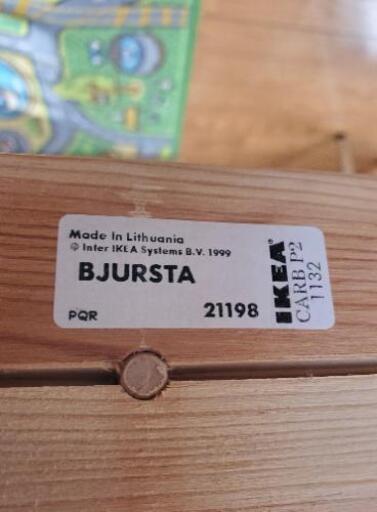 Made In Lithuania
© Inter IKEA Systems B.V. 1999
BJURSTA
PQR
21198
IKEA
CARB P2
1132